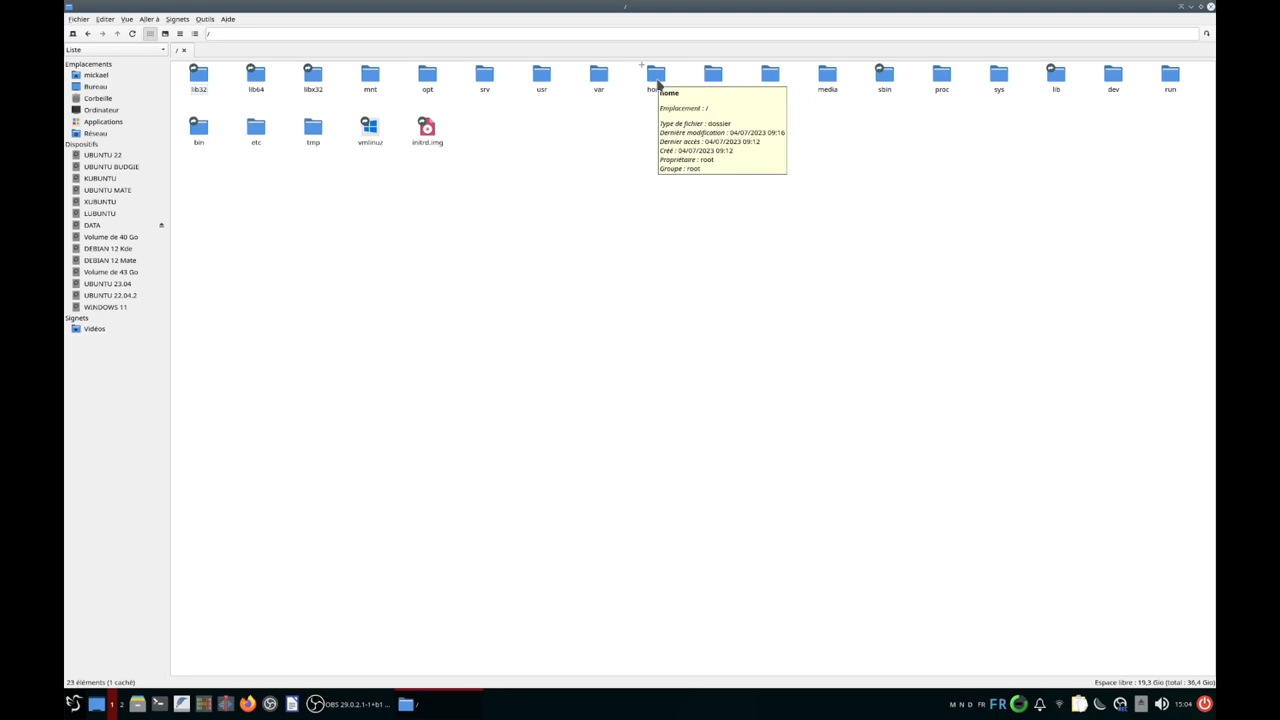 /
Fichier Editer Vue Aller à Signets Outils Aide
/
Liste
/
Emplacements
mickael
Bureau
Corbeille
Ordinateur
Applications
Réseau
Dispositifs
UBUNTU 22
UBUNTU BUDGIE
KUBUNTU
UBUNTU MATE
XUBUNTU
LUBUNTU
DATA
Volume de 40 Go
DEBIAN 12 Kde
DEBIAN 12 Mate
Volume de 43 Go
UBUNTU 23.04
UBUNTU 22.04.2
WINDOWS 11
Signets
Vidéos
lib32 lib64 libx32 mnt opt srv usr var media sbin proc sys lib dev run
bin etc tmp vmlinuz initrd.img
home
Emplacement : /
Type de fichier : dossier
Dernière modification : 04/07/2023 09:16
Dernier accès : 04/07/2023 09:12
Créé : 04/07/2023 09:12
Propriétaire : root
Groupe : root
23 éléments (1 caché)
Espace libre : 19,3 Gio (total : 36,4 Gio)
1 2 OBS 29.0.2.1-1+b1 ... / M N D FR FR 15:04